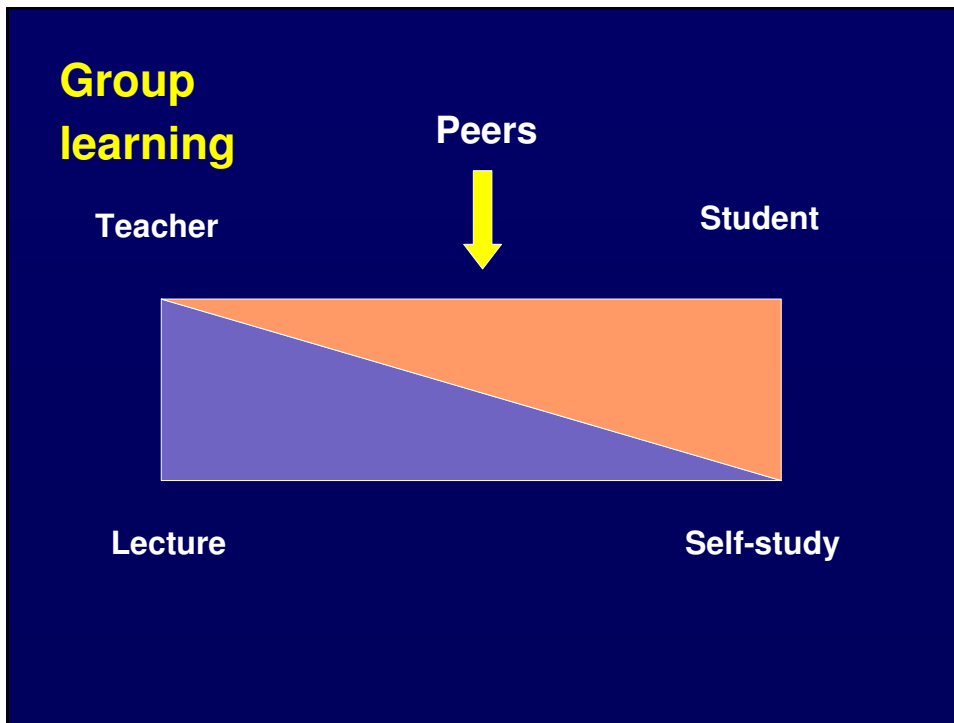 Group
learning
Peers
Teacher
Student
Lecture
Self-study